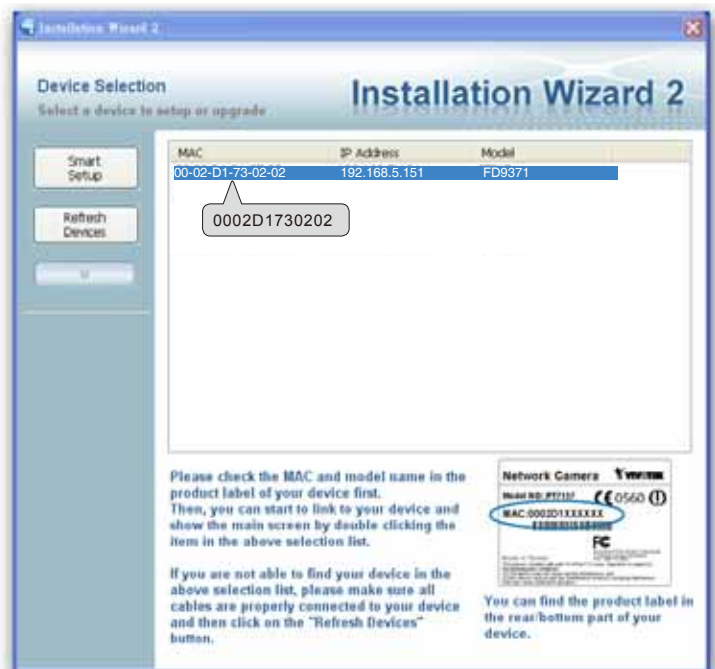 Installation Wizard 2
Device Selection
Select a device to setup or upgrade
Installation Wizard 2
Smart
Setup
Refresh
Devices
MAC IP Address Model
00-02-D1-73-02-02 192.168.5.151 FD9371
0002D1730202
Please check the MAC and model name in the
product label of your device first.
Then, you can start to link to your device and
show the main screen by double clicking the
item in the above selection list.
If you are not able to find your device in the
above selection list, please make sure all
cables are properly connected to your device
and then click on the "Refresh Devices"
button.
Network Camera VIVOTEK
Model NO: PT7137 CE 0560
MAC:0002D1XXXXXX
FC
You can find the product label in
the rear/bottom part of your
device.